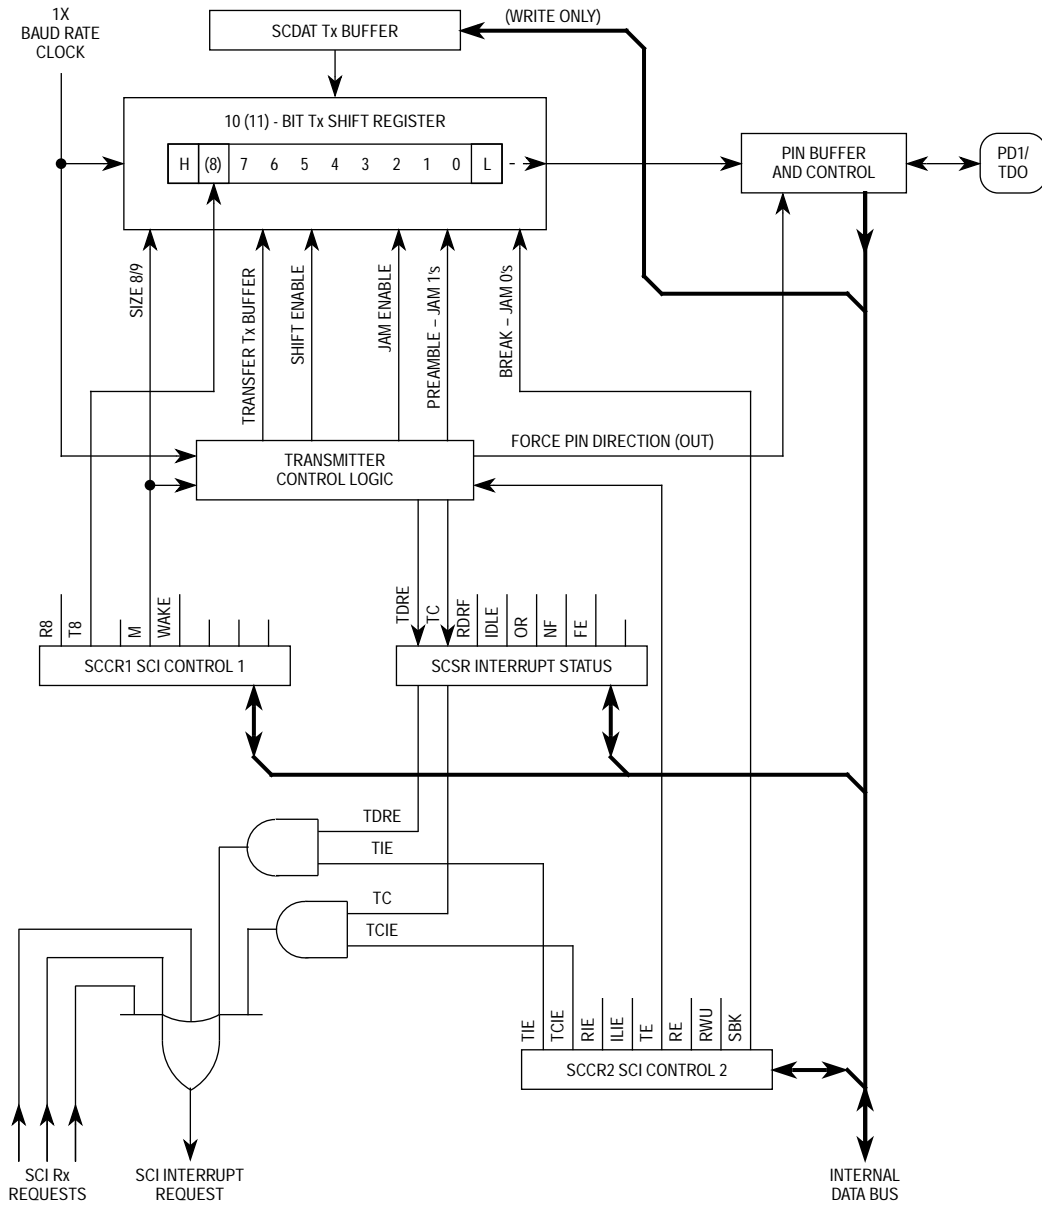 1X
BAUD RATE
CLOCK
SCDAT Tx BUFFER
(WRITE ONLY)
10 (11) - BIT Tx SHIFT REGISTER
H (8) 7 6 5 4 3 2 1 0 L -
PIN BUFFER
AND CONTROL
PD1/
TDO
SIZE 8/9
TRANSFER Tx BUFFER
SHIFT ENABLE
JAM ENABLE
PREAMBLE – JAM 1's
BREAK – JAM 0's
FORCE PIN DIRECTION (OUT)
TRANSMITTER
CONTROL LOGIC
R8
T8
M
WAKE
TDRE
TC
RDRF
IDLE
OR
NF
FE
SCCR1 SCI CONTROL 1
SCSR INTERRUPT STATUS
TDRE
TIE
TC
TCIE
TIE
TCIE
RIE
ILIE
TE
RE
RWU
SBK
SCCR2 SCI CONTROL 2
SCI Rx
REQUESTS
SCI INTERRUPT
REQUEST
INTERNAL
DATA BUS